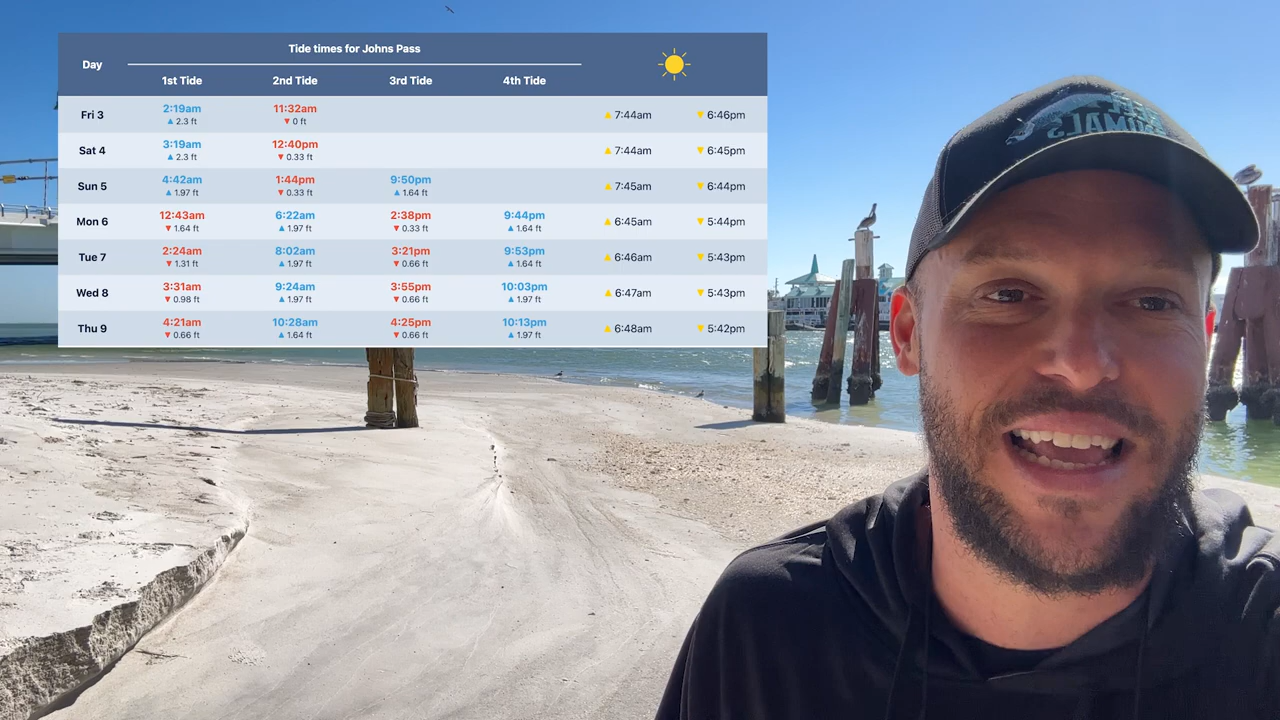 Tide times for Johns Pass
Day
1st Tide 2nd Tide 3rd Tide 4th Tide
Fri 3 2:19am 11:32am ▲ 7:44am ▼ 6:46pm
▲ 2.3 ft ▼ 0 ft
Sat 4 3:19am 12:40pm ▲ 7:44am ▼ 6:45pm
▲ 2.3 ft ▼ 0.33 ft
Sun 5 4:42am 1:44pm 9:50pm ▲ 7:45am ▼ 6:44pm
▲ 1.97 ft ▼ 0.33 ft ▲ 1.64 ft
Mon 6 12:43am 6:22am 2:38pm 9:44pm ▲ 6:45am ▼ 5:44pm
▼ 1.64 ft ▲ 1.97 ft ▼ 0.33 ft ▲ 1.64 ft
Tue 7 2:24am 8:02am 3:21pm 9:53pm ▲ 6:46am ▼ 5:43pm
▼ 1.31 ft ▲ 1.97 ft ▼ 0.66 ft ▲ 1.64 ft
Wed 8 3:31am 9:24am 3:55pm 10:03pm ▲ 6:47am ▼ 5:43pm
▼ 0.98 ft ▲ 1.97 ft ▼ 0.66 ft ▲ 1.97 ft
Thu 9 4:21am 10:28am 4:25pm 10:13pm ▲ 6:48am ▼ 5:42pm
▼ 0.66 ft ▲ 1.64 ft ▼ 0.66 ft ▲ 1.97 ft